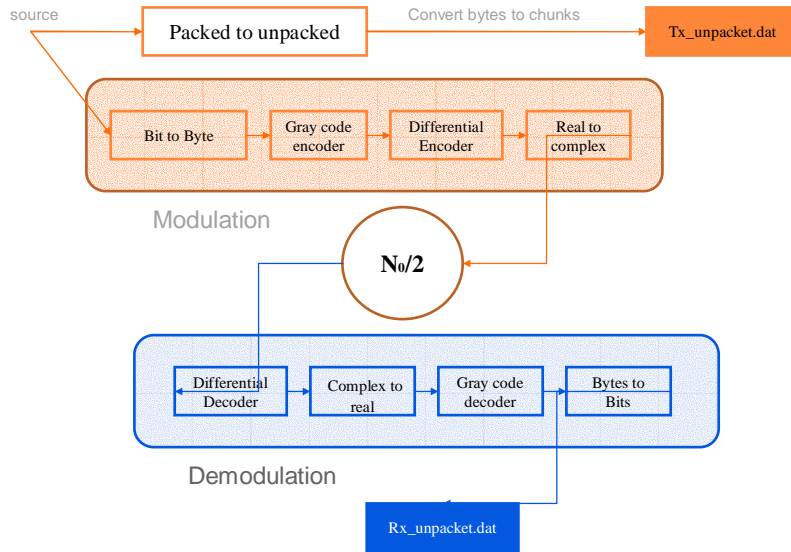 source
Convert bytes to chunks
Packed to unpacked
Tx_unpacket.dat
Bit to Byte
Gray code
encoder
Differential
Encoder
Real to
complex
Modulation
N₀/2
Differential
Decoder
Complex to
real
Gray code
decoder
Bytes to
Bits
Demodulation
Rx_unpacket.dat